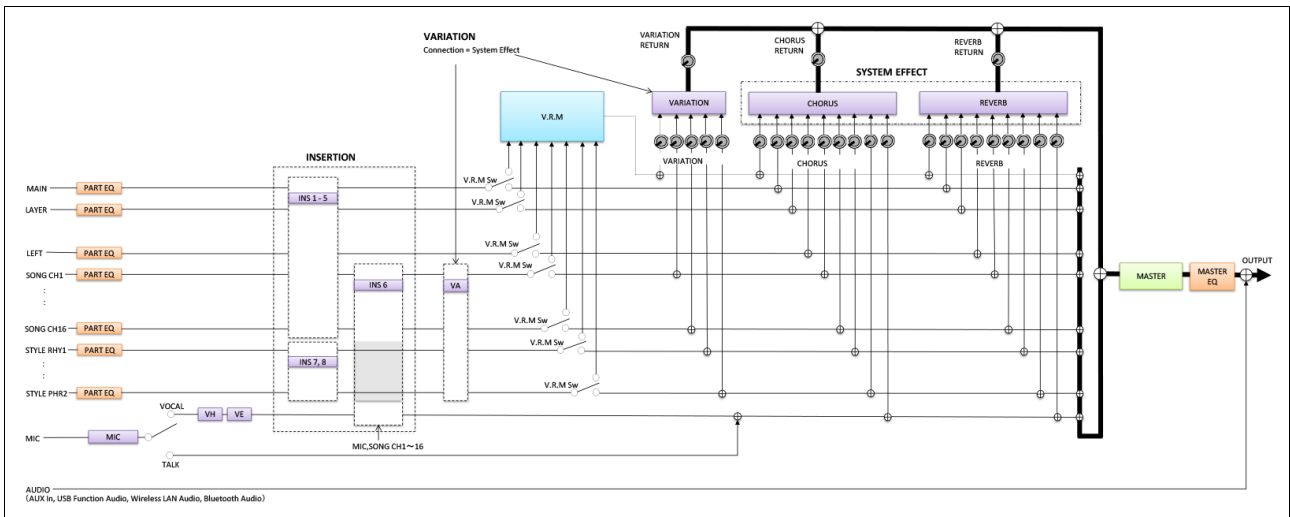 VARIATION
Connection = System Effect
VARIATION
RETURN
CHORUS
RETURN
REVERB
RETURN
SYSTEM EFFECT
V.R.M
VARIATION
CHORUS
REVERB
VARIATION
CHORUS
REVERB
INSERTION
MAIN
PART EQ
INS 1 - 5
V.R.M Sw
LAYER
PART EQ
V.R.M Sw
LEFT
PART EQ
V.R.M Sw
SONG CH1
PART EQ
INS 6
VA
V.R.M Sw
:
:
MASTER
MASTER
EQ
OUTPUT
SONG CH16
PART EQ
V.R.M Sw
STYLE RHY1
PART EQ
INS 7, 8
V.R.M Sw
:
:
STYLE PHR2
PART EQ
V.R.M Sw
VOCAL
VH
VE
MIC
MIC
MIC,SONG CH1～16
TALK
AUDIO
(AUX In, USB Function Audio, Wireless LAN Audio, Bluetooth Audio)